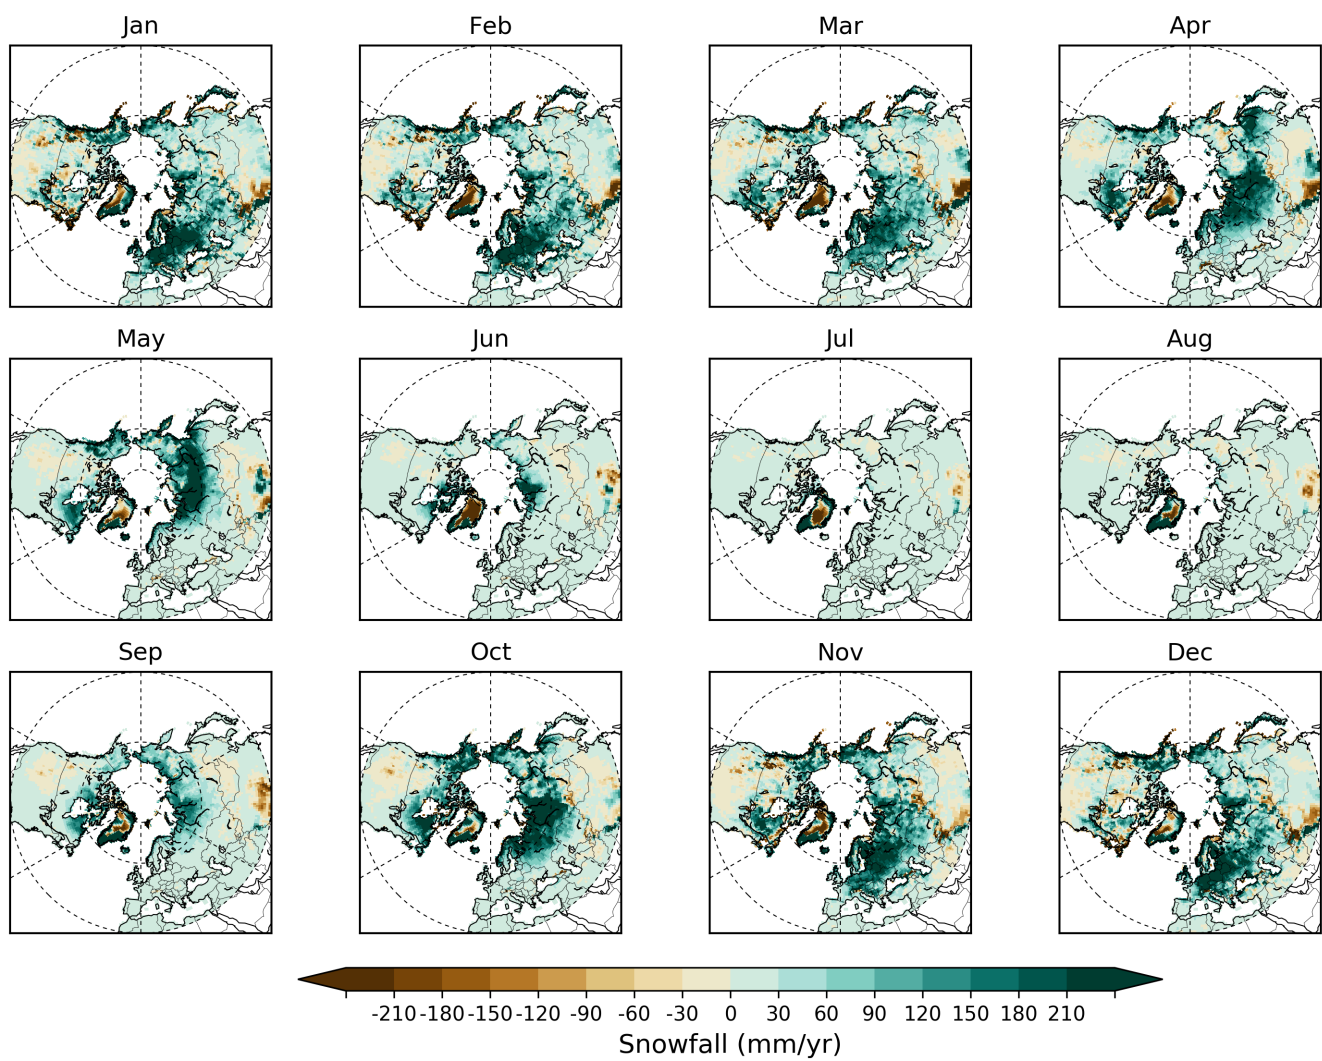 Jan Feb Mar Apr
May Jun Jul Aug
Sep Oct Nov Dec
-210 -180 -150 -120 -90 -60 -30 0 30 60 90 120 150 180 210
Snowfall (mm/yr)